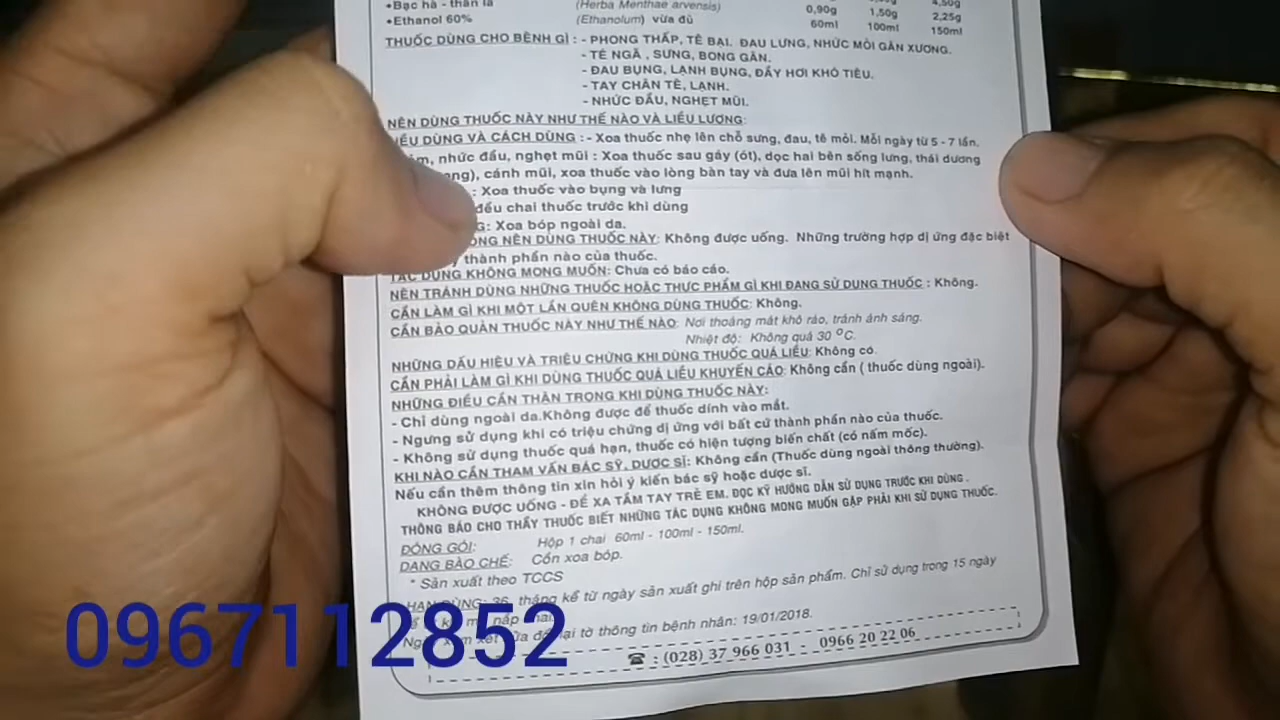 •Bạc hà - thân lá (Herba Menthae arvensis) 0,90g 1,50g 2,25g
•Ethanol 60% (Ethanolum) vừa đủ 60ml 100ml 150ml
THUỐC DÙNG CHO BỆNH GÌ : - PHONG THẤP, TÊ BẠI, ĐAU LƯNG, NHỨC MỎI GÂN XƯƠNG.
- TÉ NGÃ , SƯNG, BONG GÂN.
- ĐAU BỤNG, LẠNH BỤNG, ĐẦY HƠI KHÓ TIÊU.
- TAY CHÂN TÊ, LẠNH.
- NHỨC ĐẦU, NGHẸT MŨI.
NÊN DÙNG THUỐC NÀY NHƯ THẾ NÀO VÀ LIỀU LƯỢNG:
DÙNG VÀ CÁCH DÙNG : - Xoa thuốc nhẹ lên chỗ sưng, đau, tê mỏi. Mỗi ngày từ 5 - 7 lần.
nhức đầu, nghẹt mũi : Xoa thuốc sau gáy (ót), dọc hai bên sống lưng, thái dương
cánh mũi, xoa thuốc vào lòng bàn tay và đưa lên mũi hít mạnh.
: Xoa thuốc vào bụng và lưng
đều chai thuốc trước khi dùng
: Xoa bóp ngoài da.
NÊN DÙNG THUỐC NÀY: Không được uống. Những trường hợp dị ứng đặc biệt
thành phần nào của thuốc.
TÁC DỤNG KHÔNG MONG MUỐN: Chưa có báo cáo.
NÊN TRÁNH DÙNG NHỮNG THUỐC HOẶC THỰC PHẨM GÌ KHI ĐANG SỬ DỤNG THUỐC : Không.
CẦN LÀM GÌ KHI MỘT LẦN QUÊN KHÔNG DÙNG THUỐC: Không.
CẦN BẢO QUẢN THUỐC NÀY NHƯ THẾ NÀO: Nơi thoáng mát khô ráo, tránh ánh sáng.
Nhiệt độ: Không quá 30 °C.
NHỮNG DẤU HIỆU VÀ TRIỆU CHỨNG KHI DÙNG THUỐC QUÁ LIỀU: Không có.
CẦN PHẢI LÀM GÌ KHI DÙNG THUỐC QUÁ LIỀU KHUYẾN CÁO: Không cần ( thuốc dùng ngoài).
NHỮNG ĐIỀU CẨN THẬN TRỌNG KHI DÙNG THUỐC NÀY:
- Chỉ dùng ngoài da.Không được để thuốc dính vào mắt.
- Ngưng sử dụng khi có triệu chứng dị ứng với bất cứ thành phần nào của thuốc.
- Không sử dụng thuốc quá hạn, thuốc có hiện tượng biến chất (có nấm mốc).
KHI NÀO CẦN THAM VẤN BÁC SỸ, DƯỢC SĨ: Không cần (Thuốc dùng ngoài thông thường).
Nếu cần thêm thông tin xin hỏi ý kiến bác sỹ hoặc dược sĩ.
KHÔNG ĐƯỢC UỐNG - ĐỂ XA TẦM TAY TRẺ EM. ĐỌC KỸ HƯỚNG DẪN SỬ DỤNG TRƯỚC KHI DÙNG .
THÔNG BÁO CHO THẦY THUỐC BIẾT NHỮNG TÁC DỤNG KHÔNG MONG MUỐN GẶP PHẢI KHI SỬ DỤNG THUỐC.
ĐÓNG GÓI: Hộp 1 chai 60ml - 100ml - 150ml.
DẠNG BÀO CHẾ: Cồn xoa bóp.
* Sản xuất theo TCCS
HẠN DÙNG: 36 tháng kể từ ngày sản xuất ghi trên hộp sản phẩm. Chỉ sử dụng trong 15 ngày
nắp chai.
lại tờ thông tin bệnh nhân: 19/01/2018.
☎ : (028) 37 966 031 - 0966 20 22 06
0967112852